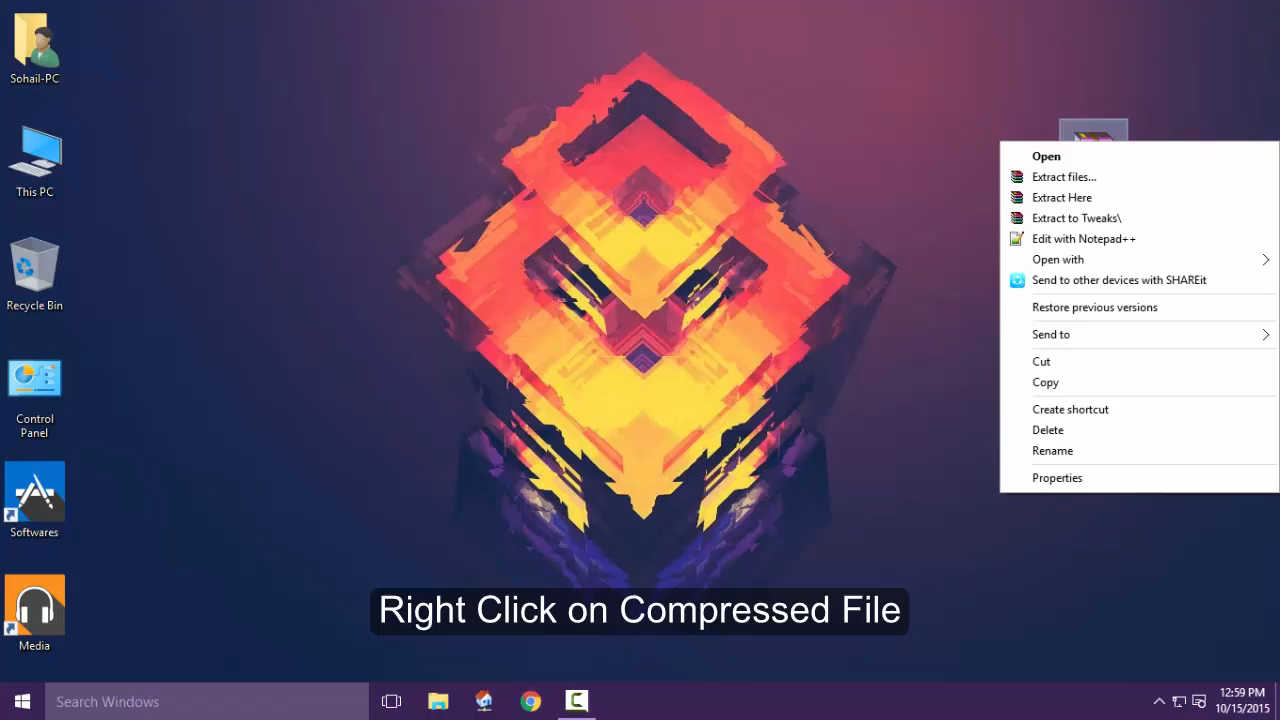 Sohail-PC
This PC
Recycle Bin
Control
Panel
Softwares
Media
Open
Extract files...
Extract Here
Extract to Tweaks\
Edit with Notepad++
Open with
Send to other devices with SHAREit
Restore previous versions
Send to
Cut
Copy
Create shortcut
Delete
Rename
Properties
Right Click on Compressed File
Search Windows
12:59 PM
10/15/2015